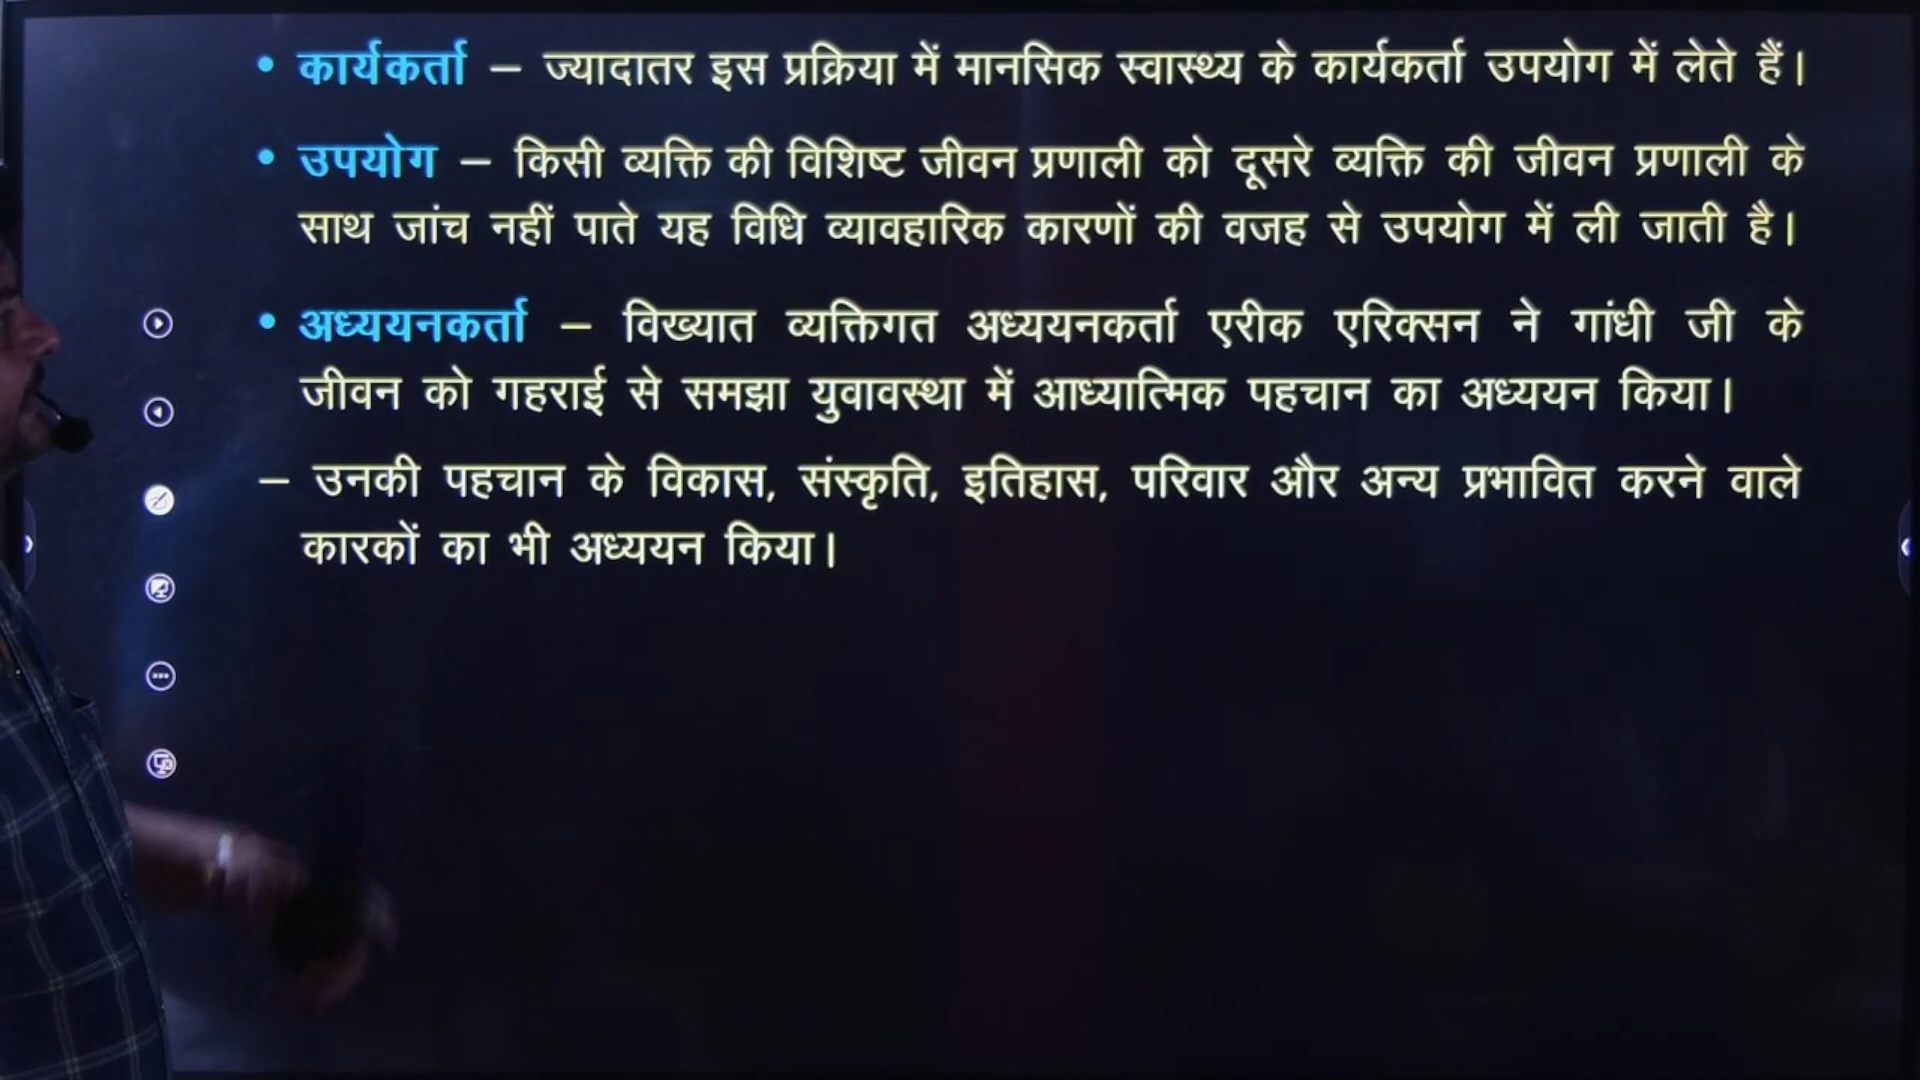 • कार्यकर्ता – ज्यादातर इस प्रक्रिया में मानसिक स्वास्थ्य के कार्यकर्ता उपयोग में लेते हैं।
• उपयोग – किसी व्यक्ति की विशिष्ट जीवन प्रणाली को दूसरे व्यक्ति की जीवन प्रणाली के
साथ जांच नहीं पाते यह विधि व्यावहारिक कारणों की वजह से उपयोग में ली जाती है।
• अध्ययनकर्ता – विख्यात व्यक्तिगत अध्ययनकर्ता एरीक एरिक्सन ने गांधी जी के
जीवन को गहराई से समझा युवावस्था में आध्यात्मिक पहचान का अध्ययन किया।
– उनकी पहचान के विकास, संस्कृति, इतिहास, परिवार और अन्य प्रभावित करने वाले
कारकों का भी अध्ययन किया।